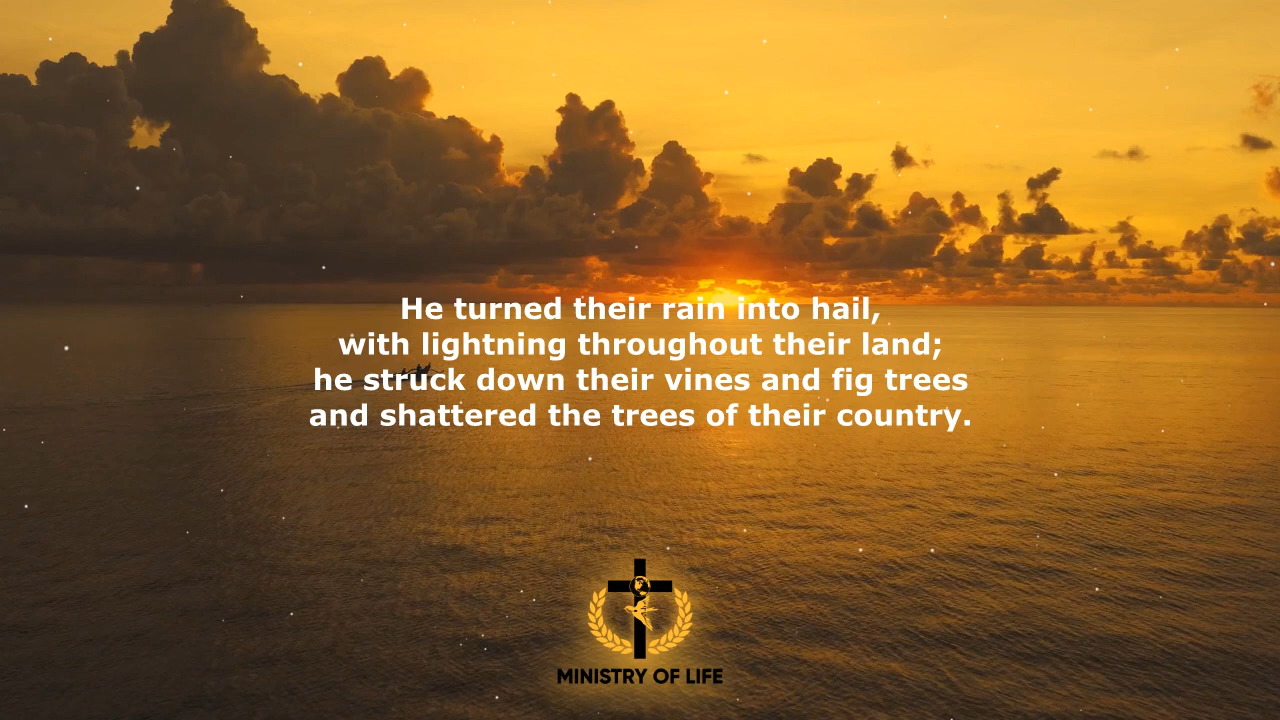 He turned their rain into hail,
with lightning throughout their land;
he struck down their vines and fig trees
and shattered the trees of their country.
MINISTRY OF LIFE